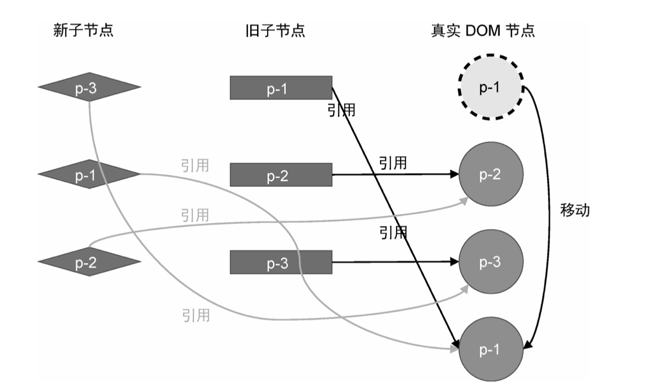 新子节点 旧子节点 真实 DOM 节点
p-3 p-1 p-1
引用
p-1 引用 p-2 引用 p-2
引用 移动
引用
p-2 p-3 p-3
引用
p-1